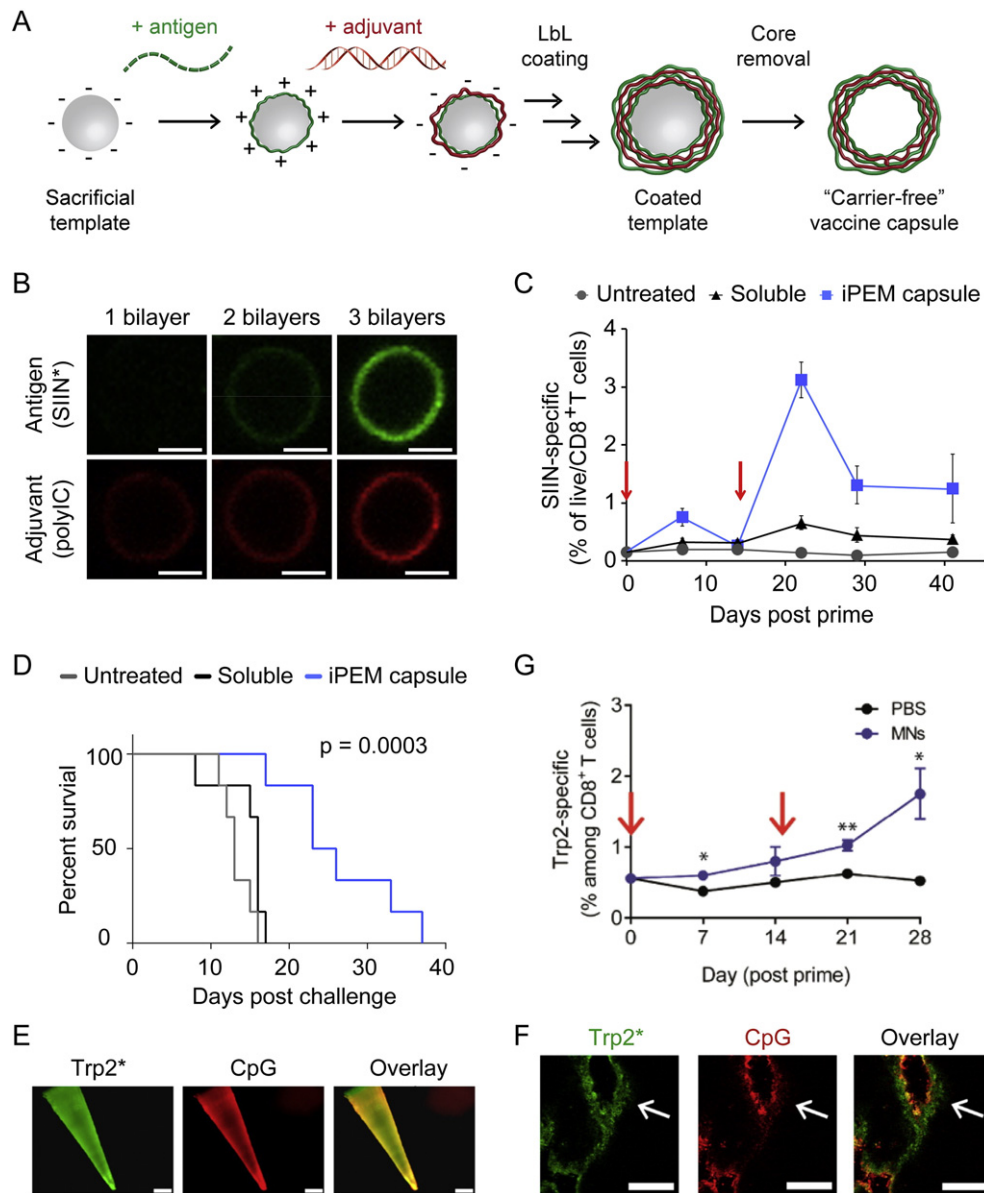 A
+ antigen
+ adjuvant
LbL
coating
Core
removal
Sacrificial
template
Coated
template
“Carrier-free”
vaccine capsule
B
1 bilayer
2 bilayers
3 bilayers
Antigen
(SIIN*)
Adjuvant
(polyIC)
C
Untreated
Soluble
iPEM capsule
SIIN-specific
(% of live/CD8⁺T cells)
4
3
2
1
0
0
10
20
30
40
Days post prime
D
Untreated
Soluble
iPEM capsule
p = 0.0003
Percent survial
100
50
0
0
10
20
30
40
Days post challenge
G
PBS
MNs
Trp2-specific
(% among CD8⁺ T cells)
3
2
1
0
*
**
*
0
7
14
21
28
Day (post prime)
E
Trp2*
CpG
Overlay
F
Trp2*
CpG
Overlay